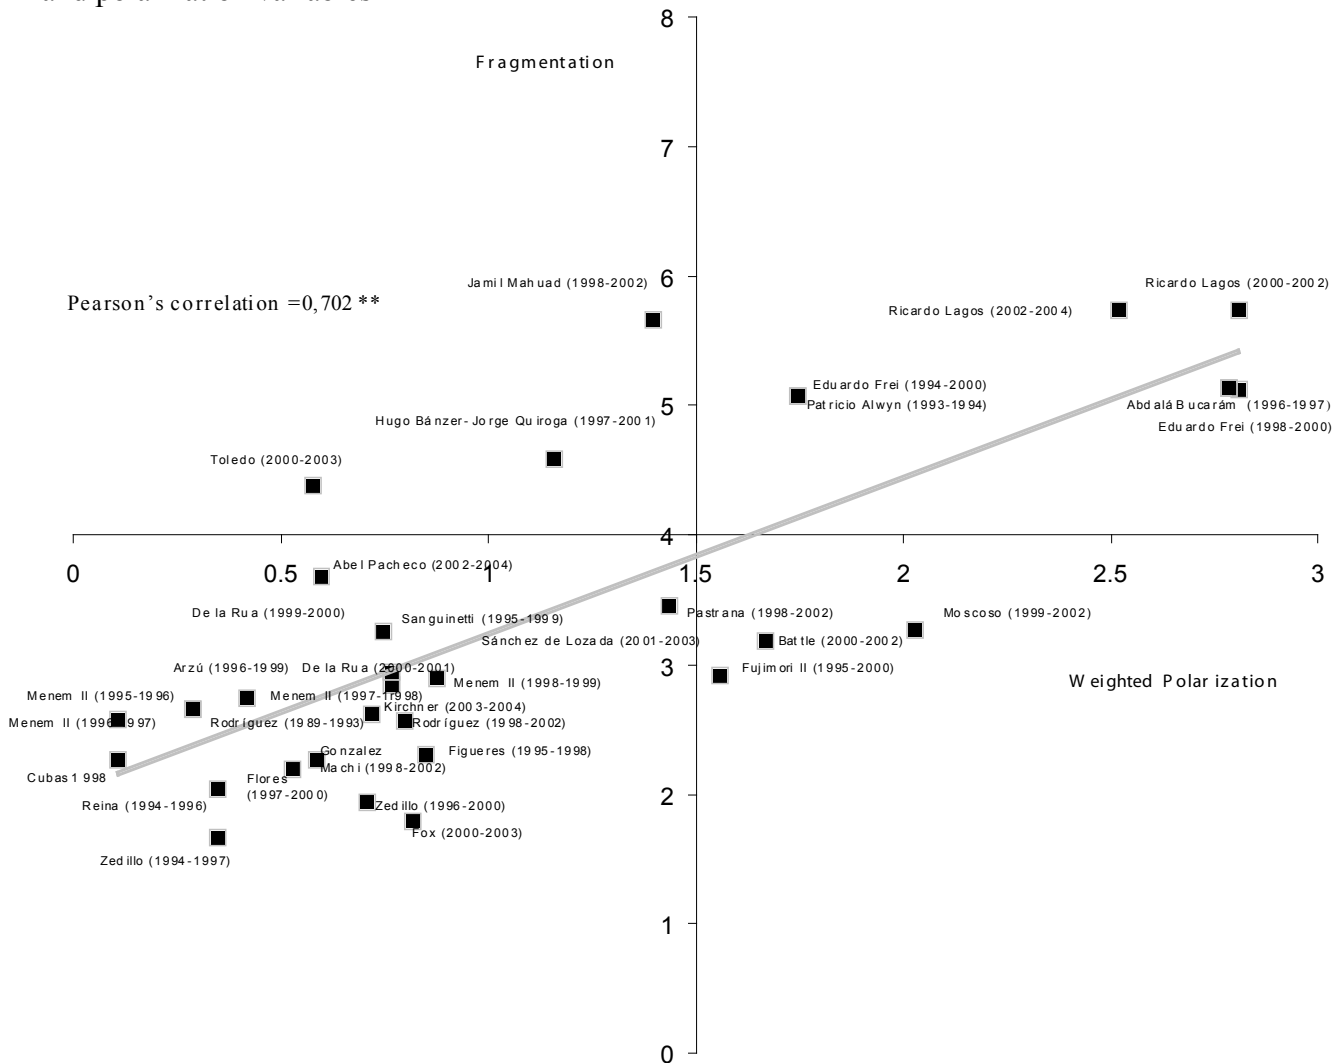 8
Fragmentation
7
6
Jamil Mahuad (1998-2002)
Ricardo Lagos (2000-2002)
Pearson's correlation =0,702 **
Ricardo Lagos (2002-2004)
Eduardo Frei (1994-2000)
5
Patricio Alwyn (1993-1994)
Abdalá Bucarám (1996-1997)
Hugo Bánzer-Jorge Quiroga (1997-2001)
Eduardo Frei (1998-2000)
Toledo (2000-2003)
4
Abel Pacheco (2002-2004)
0 0.5 1 1.5 2 2.5 3
De la Rua (1999-2000)
Sanguinetti (1995-1999)
Pastrana (1998-2002)
Moscoso (1999-2002)
Sánchez de Lozada (2001-2003)
Battle (2000-2002)
3
Arzú (1996-1999)
De la Rua (2000-2001)
Fujimori II (1995-2000)
Menem II (1998-1999)
Weighted Polarization
Menem II (1995-1996)
Menem II (1997-1998)
Kirchner (2003-2004)
Menem II (1996-1997)
Rodríguez (1989-1993)
Rodríguez (1998-2002)
Gonzalez
Machi (1998-2002)
Figueres (1995-1998)
Cubas1998
Flores
(1997-2000)
Reina (1994-1996)
2
Zedillo (1996-2000)
Fox (2000-2003)
Zedillo (1994-1997)
1
0